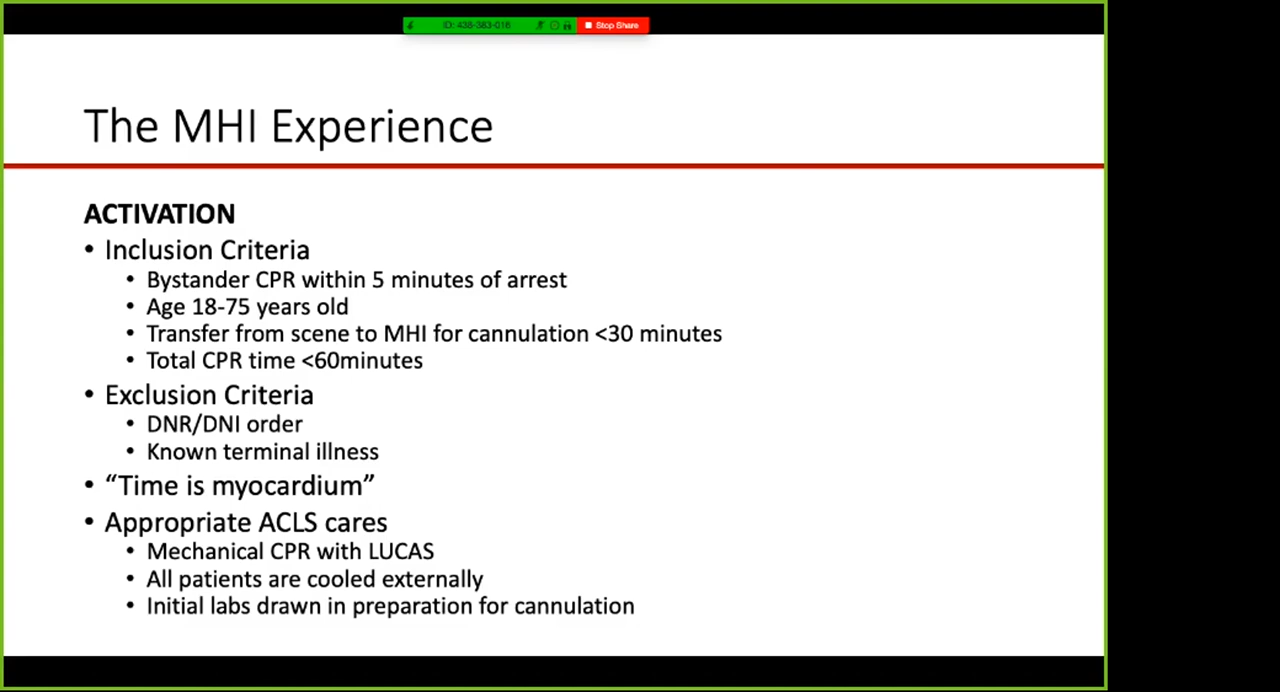 ID: 438-383-016
Stop Share
The MHI Experience
ACTIVATION
• Inclusion Criteria
• Bystander CPR within 5 minutes of arrest
• Age 18-75 years old
• Transfer from scene to MHI for cannulation <30 minutes
• Total CPR time <60minutes
• Exclusion Criteria
• DNR/DNI order
• Known terminal illness
• “Time is myocardium”
• Appropriate ACLS cares
• Mechanical CPR with LUCAS
• All patients are cooled externally
• Initial labs drawn in preparation for cannulation